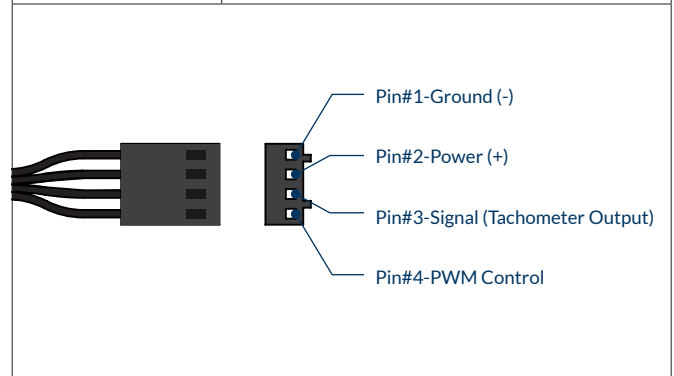 Pin#1-Ground (-)
Pin#2-Power (+)
Pin#3-Signal (Tachometer Output)
Pin#4-PWM Control